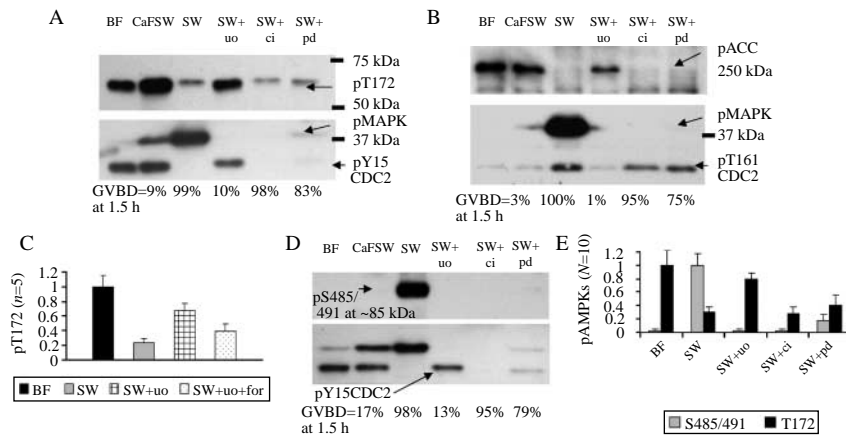 A
BF CaFSW SW SW+ uo SW+ ci SW+ pd
75 kDa
pT172
50 kDa
pMAPK
37 kDa
pY15 CDC2
GVBD=9% 99% 10% 98% 83%
at 1.5 h
B
BF CaFSW SW SW+ uo SW+ ci SW+ pd
pACC
250 kDa
pMAPK
37 kDa
pT161 CDC2
GVBD=3% 100% 1% 95% 75%
at 1.5 h
C
pT172 (n=5)
1.2
1
0.8
0.6
0.4
0.2
0
BF SW SW+uo SW+uo+for
D
BF CaFSW SW SW+ uo SW+ ci SW+ pd
pS485/
491 at ~85 kDa
pY15CDC2
GVBD=17% 98% 13% 95% 79%
at 1.5 h
E
pAMPKs (N=10)
1.2
1
0.8
0.6
0.4
0.2
0
BF SW SW+uo SW+ci SW+pd
S485/491 T172